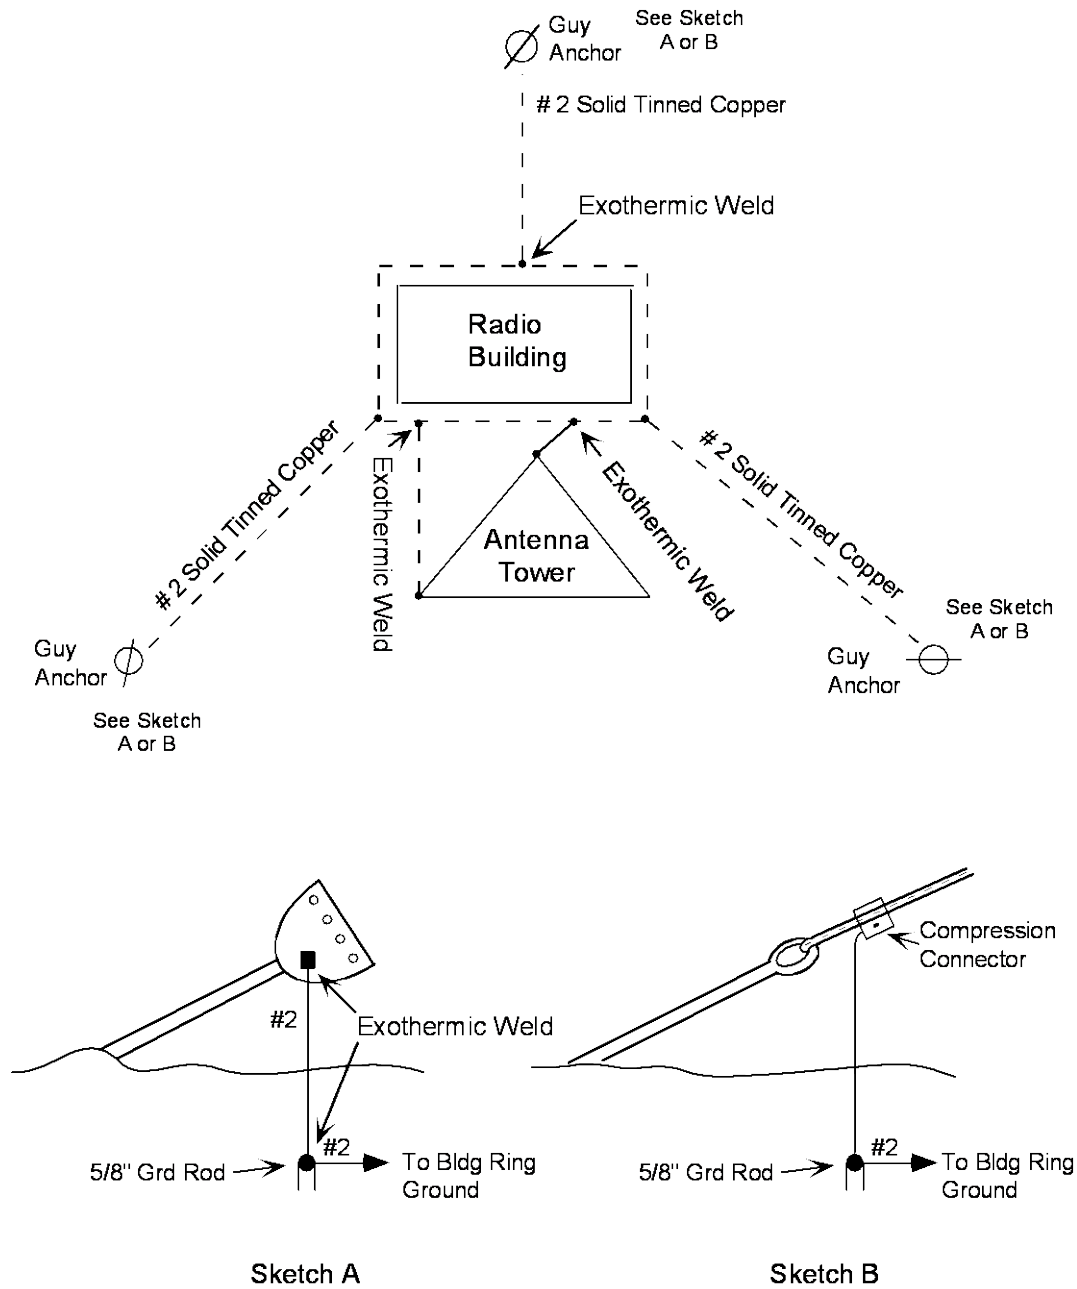 Guy
Anchor
See Sketch
A or B
# 2 Solid Tinned Copper
Exothermic Weld
Radio
Building
# 2 Solid Tinned Copper
Exothermic Weld
Exothermic Weld
# 2 Solid Tinned Copper
Antenna
Tower
Guy
Anchor
See Sketch
A or B
Guy
Anchor
See Sketch
A or B
#2
Exothermic Weld
#2
5/8" Grd Rod
To Bldg Ring
Ground
Sketch A
Compression
Connector
#2
5/8" Grd Rod
To Bldg Ring
Ground
Sketch B